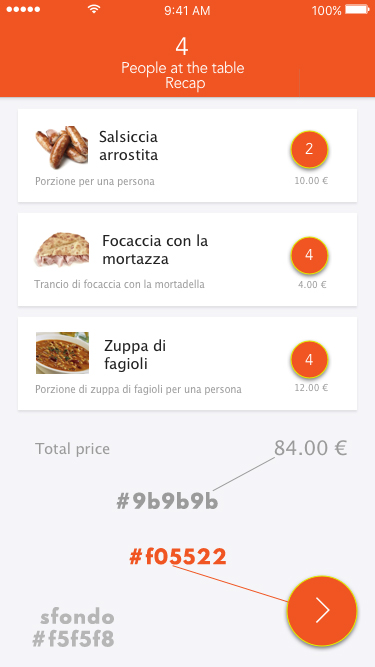 9:41 AM 100%
4
People at the table
Recap
Salsiccia
arrostita
2
Porzione per una persona
10.00 €
Focaccia con la
mortazza
4
Trancio di focaccia con la mortadella
4.00 €
Zuppa di
fagioli
4
Porzione di zuppa di fagioli per una persona
12.00 €
Total price 84.00 €
#9b9b9b
#f05522
sfondo
#f5f5f8